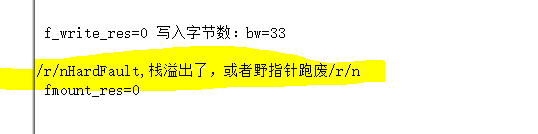 f_write_res=0 写入字节数：bw=33
/r/nHardFault,栈溢出了，或者野指针跑废/r/n
fmount_res=0